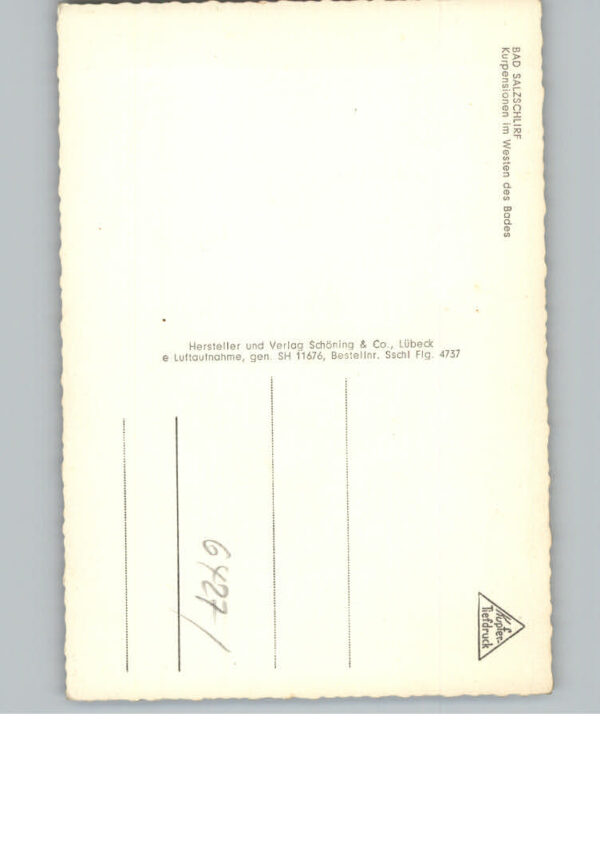 BAD SALZSCHLIRF
Kurpensionen im Westen des Bades
Hersteller und Verlag Schöning & Co., Lübeck
e Luftaufnahme, gen. SH 11676, Bestellnr. Sschl Flg. 4737
6427/
Kupfer-
Tiefdruck